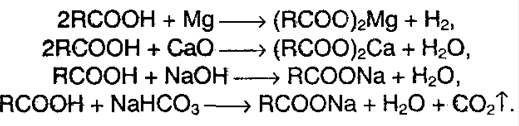 2RCOOH + Mg ⟶ (RCOO)₂Mg + H₂,
2RCOOH + CaO ⟶ (RCOO)₂Ca + H₂O,
RCOOH + NaOH ⟶ RCOONa + H₂O,
RCOOH + NaHCO₃ ⟶ RCOONa + H₂O + CO₂↑.